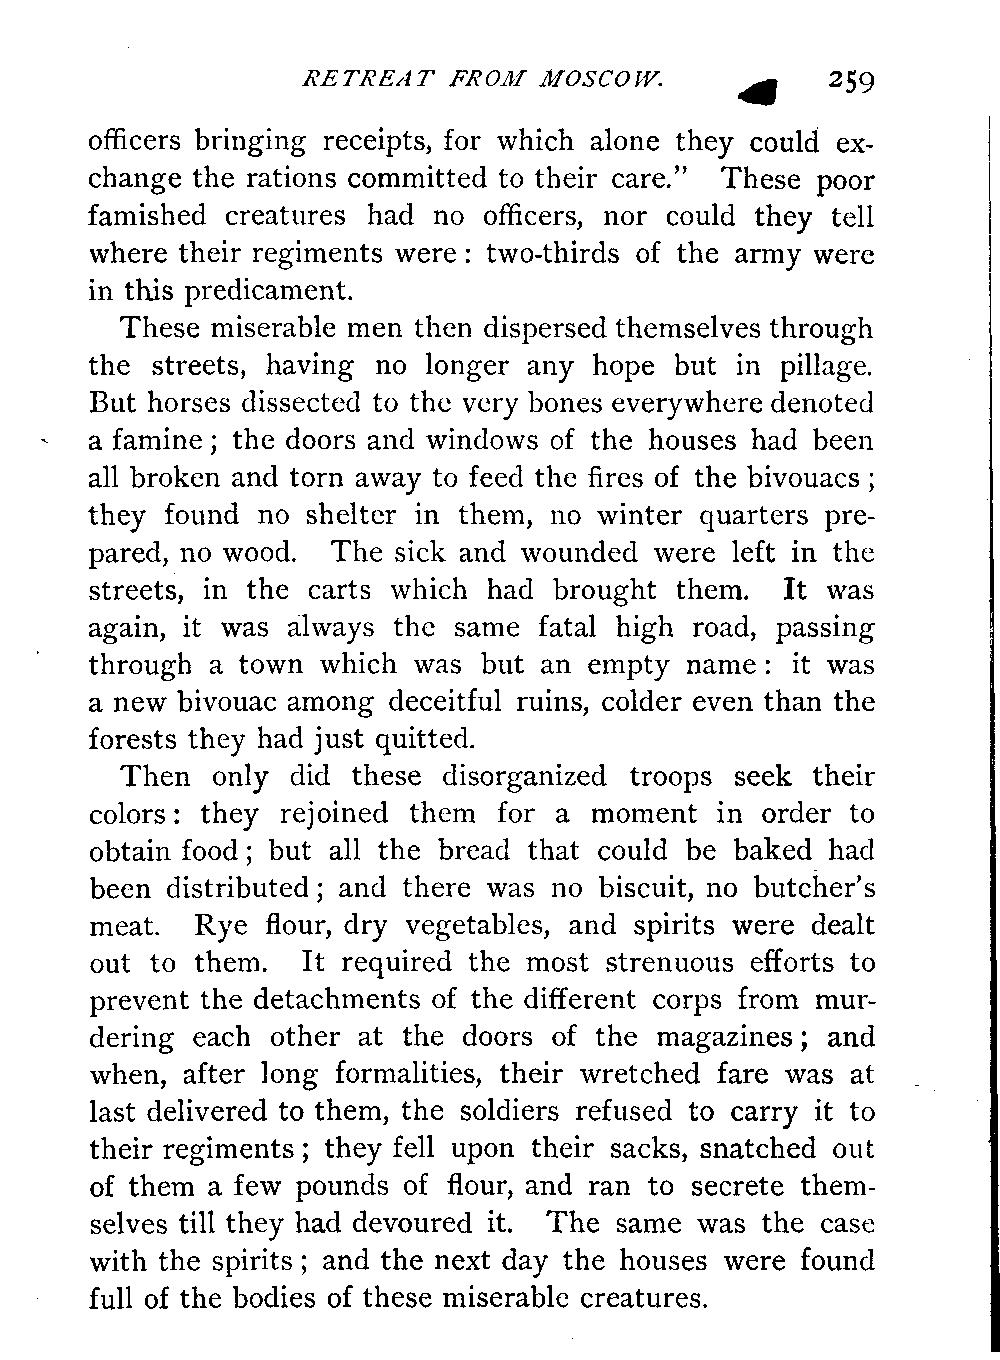 RETREAT FROM MOSCOW. 259
officers bringing receipts, for which alone they could ex-
change the rations committed to their care." These poor
famished creatures had no officers, nor could they tell
where their regiments were : two-thirds of the army were
in this predicament.
These miserable men then dispersed themselves through
the streets, having no longer any hope but in pillage.
But horses dissected to the very bones everywhere denoted
a famine ; the doors and windows of the houses had been
all broken and torn away to feed the fires of the bivouacs ;
they found no shelter in them, no winter quarters pre-
pared, no wood. The sick and wounded were left in the
streets, in the carts which had brought them. It was
again, it was always the same fatal high road, passing
through a town which was but an empty name : it was
a new bivouac among deceitful ruins, colder even than the
forests they had just quitted.
Then only did these disorganized troops seek their
colors : they rejoined them for a moment in order to
obtain food ; but all the bread that could be baked had
been distributed ; and there was no biscuit, no butcher's
meat. Rye flour, dry vegetables, and spirits were dealt
out to them. It required the most strenuous efforts to
prevent the detachments of the different corps from mur-
dering each other at the doors of the magazines ; and
when, after long formalities, their wretched fare was at
last delivered to them, the soldiers refused to carry it to
their regiments ; they fell upon their sacks, snatched out
of them a few pounds of flour, and ran to secrete them-
selves till they had devoured it. The same was the case
with the spirits ; and the next day the houses were found
full of the bodies of these miserable creatures.